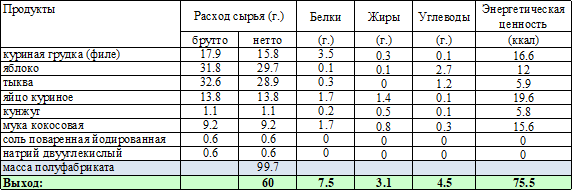 Продукты Расход сырья (г.) Белки Жиры Углеводы Энергетическая ценность
брутто нетто (г.) (г.) (г.) (ккал)
куриная грудка (филе) 17.9 15.8 3.5 0.3 0.1 16.6
яблоко 31.8 29.7 0.1 0.1 2.7 12
тыква 32.6 28.9 0.3 0 1.2 5.9
яйцо куриное 13.8 13.8 1.7 1.4 0.1 19.6
кунжут 1.1 1.1 0.2 0.5 0.1 5.8
мука кокосовая 9.2 9.2 1.7 0.8 0.3 15.6
соль поваренная йодированная 0.6 0.6 0 0 0 0
натрий двууглекислый 0.6 0.6 0 0 0 0
масса полуфабриката 99.7
Выход: 60 7.5 3.1 4.5 75.5